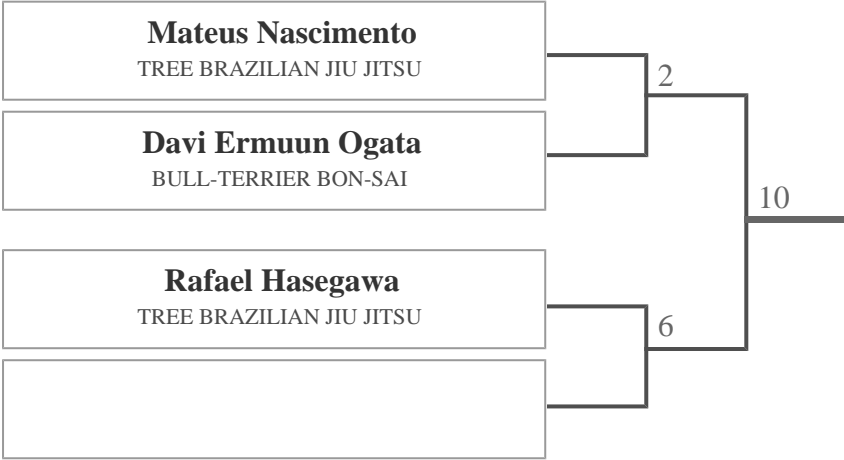 Mateus Nascimento
TREE BRAZILIAN JIU JITSU
2
Davi Ermuun Ogata
BULL-TERRIER BON-SAI
10
Rafael Hasegawa
TREE BRAZILIAN JIU JITSU
6